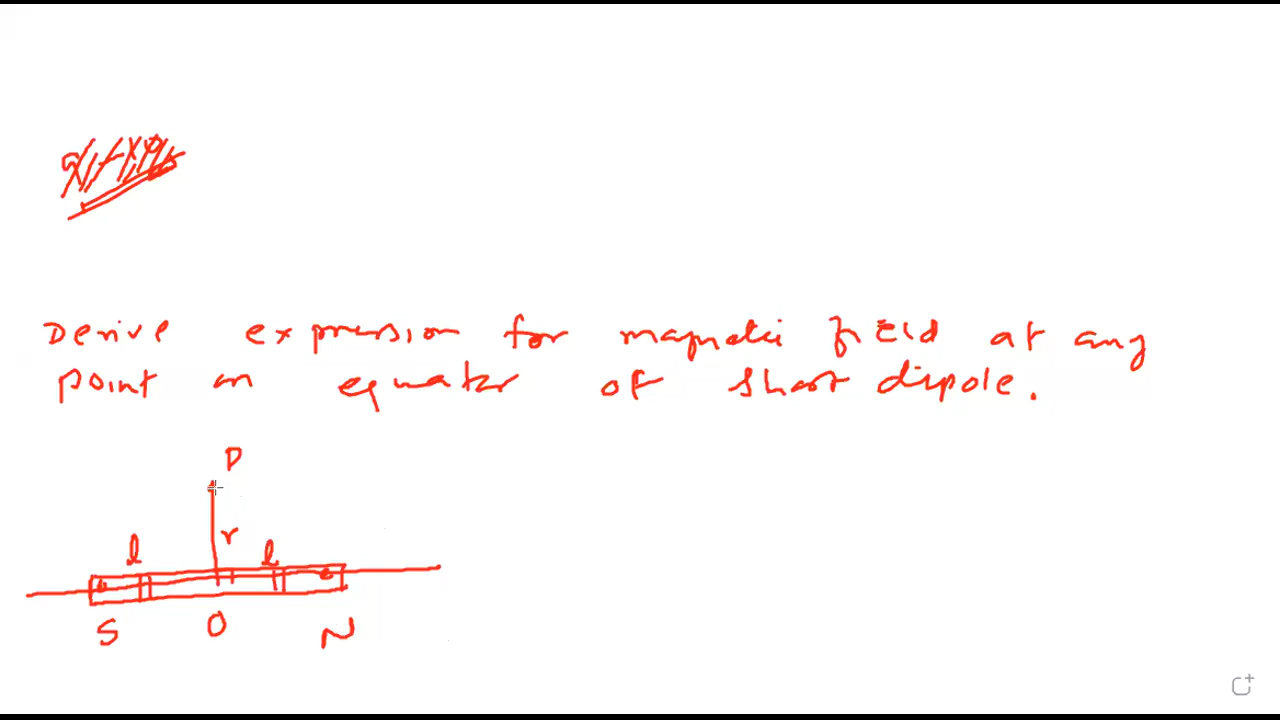 Derive expression for magnetic field at any
point on equator of short dipole.
P
r
l l
S O N